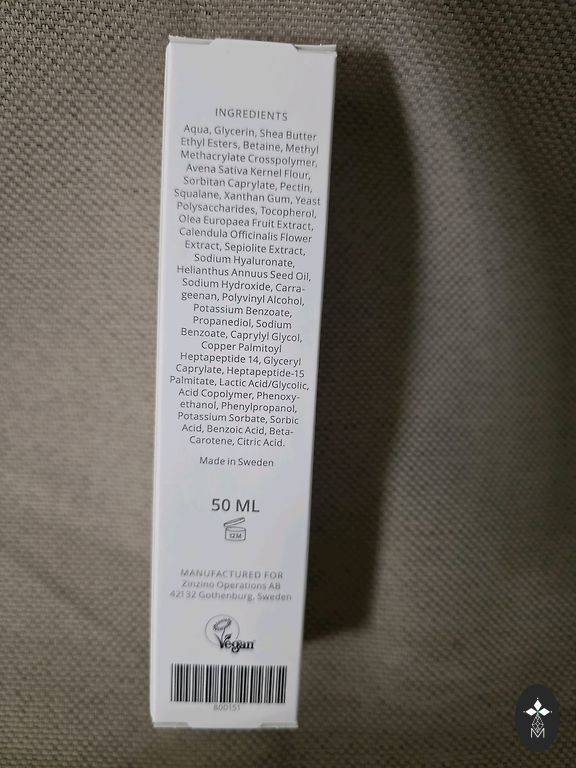 INGREDIENTS
Aqua, Glycerin, Shea Butter
Ethyl Esters, Betaine, Methyl
Methacrylate Crosspolymer,
Avena Sativa Kernel Flour,
Sorbitan Caprylate, Pectin,
Squalane, Xanthan Gum, Yeast
Polysaccharides, Tocopherol,
Olea Europaea Fruit Extract,
Calendula Officinalis Flower
Extract, Sepiolite Extract,
Sodium Hyaluronate,
Helianthus Annuus Seed Oil,
Sodium Hydroxide, Carra-
geenan, Polyvinyl Alcohol,
Potassium Benzoate,
Propanediol, Sodium
Benzoate, Caprylyl Glycol,
Copper Palmitoyl
Heptapeptide 14, Glyceryl
Caprylate, Heptapeptide-15
Palmitate, Lactic Acid/Glycolic,
Acid Copolymer, Phenoxy-
ethanol, Phenylpropanol,
Potassium Sorbate, Sorbic
Acid, Benzoic Acid, Beta-
Carotene, Citric Acid.
Made in Sweden
50 ML
12M
MANUFACTURED FOR
Zinzino Operations AB
42132 Gothenburg, Sweden
Vegan
800151
M